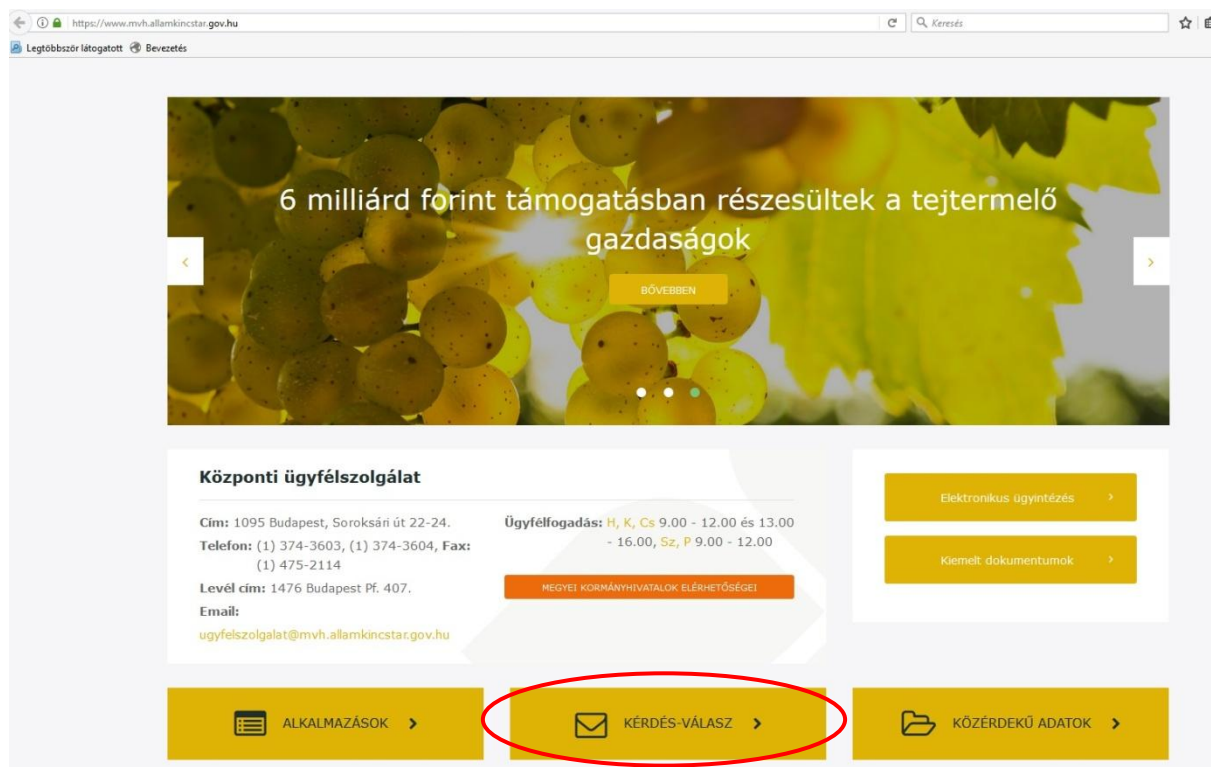 https://www.mvh.allamkincstar.gov.hu
Keresés
Legtöbbször látogatott
Bevezetés
6 milliárd forint támogatásban részesültek a tejtermelő
gazdaságok
BŐVEBBEN
Központi ügyfélszolgálat
Cím: 1095 Budapest, Soroksári út 22-24.
Telefon: (1) 374-3603, (1) 374-3604, Fax:
(1) 475-2114
Levél cím: 1476 Budapest Pf. 407.
Email:
ugyfelszolgalat@mvh.allamkincstar.gov.hu
Ügyfélfogadás: H, K, Cs 9.00 - 12.00 és 13.00
- 16.00, Sz, P 9.00 - 12.00
MEGYEI KORMÁNYHIVATALOK ELÉRHETŐSÉGEI
Elektronikus ügyintézés
Kiemelt dokumentumok
ALKALMAZÁSOK
KÉRDÉS-VÁLASZ
KÖZÉRDEKŰ ADATOK